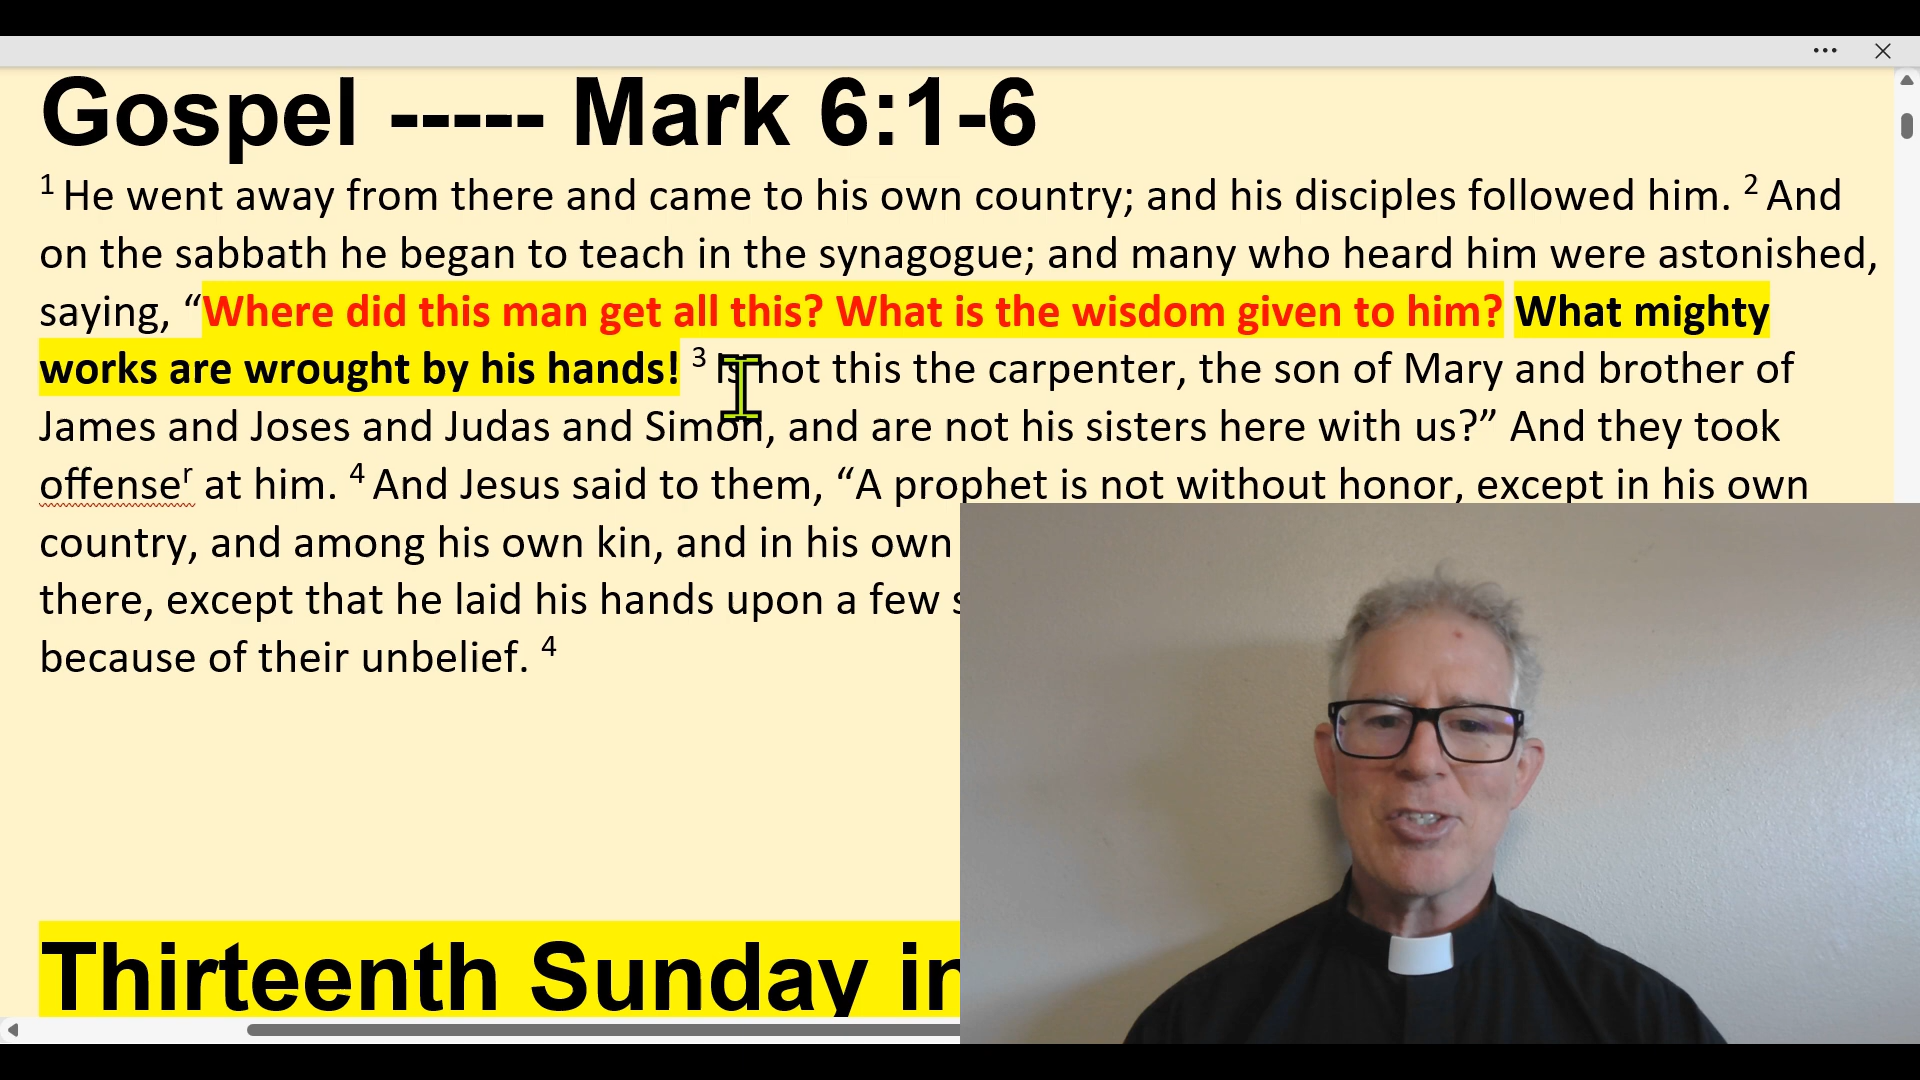 Gospel ----- Mark 6:1-6
1 He went away from there and came to his own country; and his disciples followed him. 2 And
on the sabbath he began to teach in the synagogue; and many who heard him were astonished,
saying, “Where did this man get all this? What is the wisdom given to him? What mighty
works are wrought by his hands! 3 Is not this the carpenter, the son of Mary and brother of
James and Joses and Judas and Simon, and are not his sisters here with us?” And they took
offenser at him. 4 And Jesus said to them, “A prophet is not without honor, except in his own
country, and among his own kin, and in his own
there, except that he laid his hands upon a few
because of their unbelief. 4
Thirteenth Sunday in